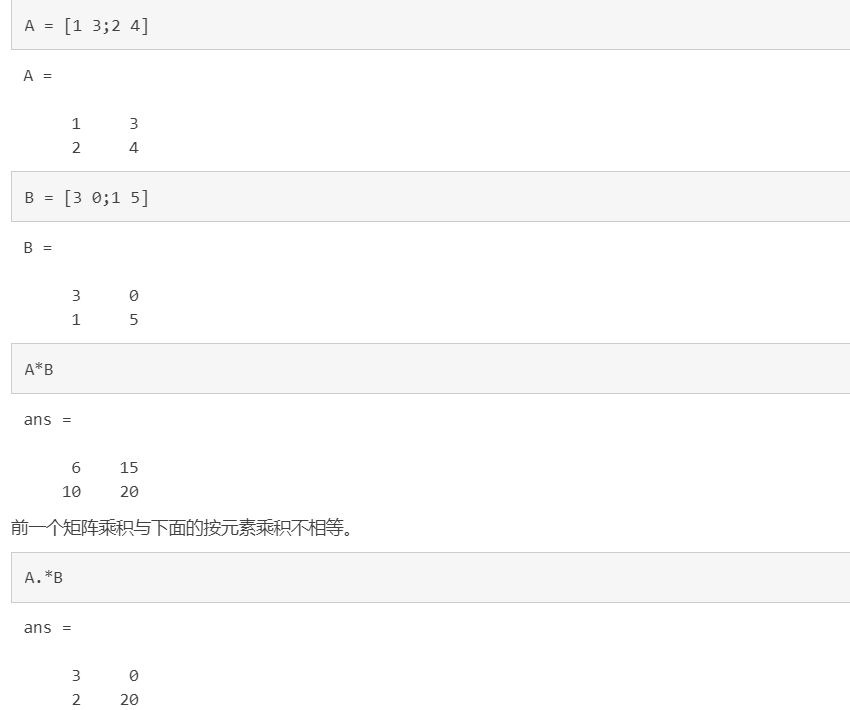 A = [1 3;2 4]
A =
1 3
2 4
B = [3 0;1 5]
B =
3 0
1 5
A*B
ans =
6 15
10 20
前一个矩阵乘积与下面的按元素乘积不相等。
A.*B
ans =
3 0
2 20